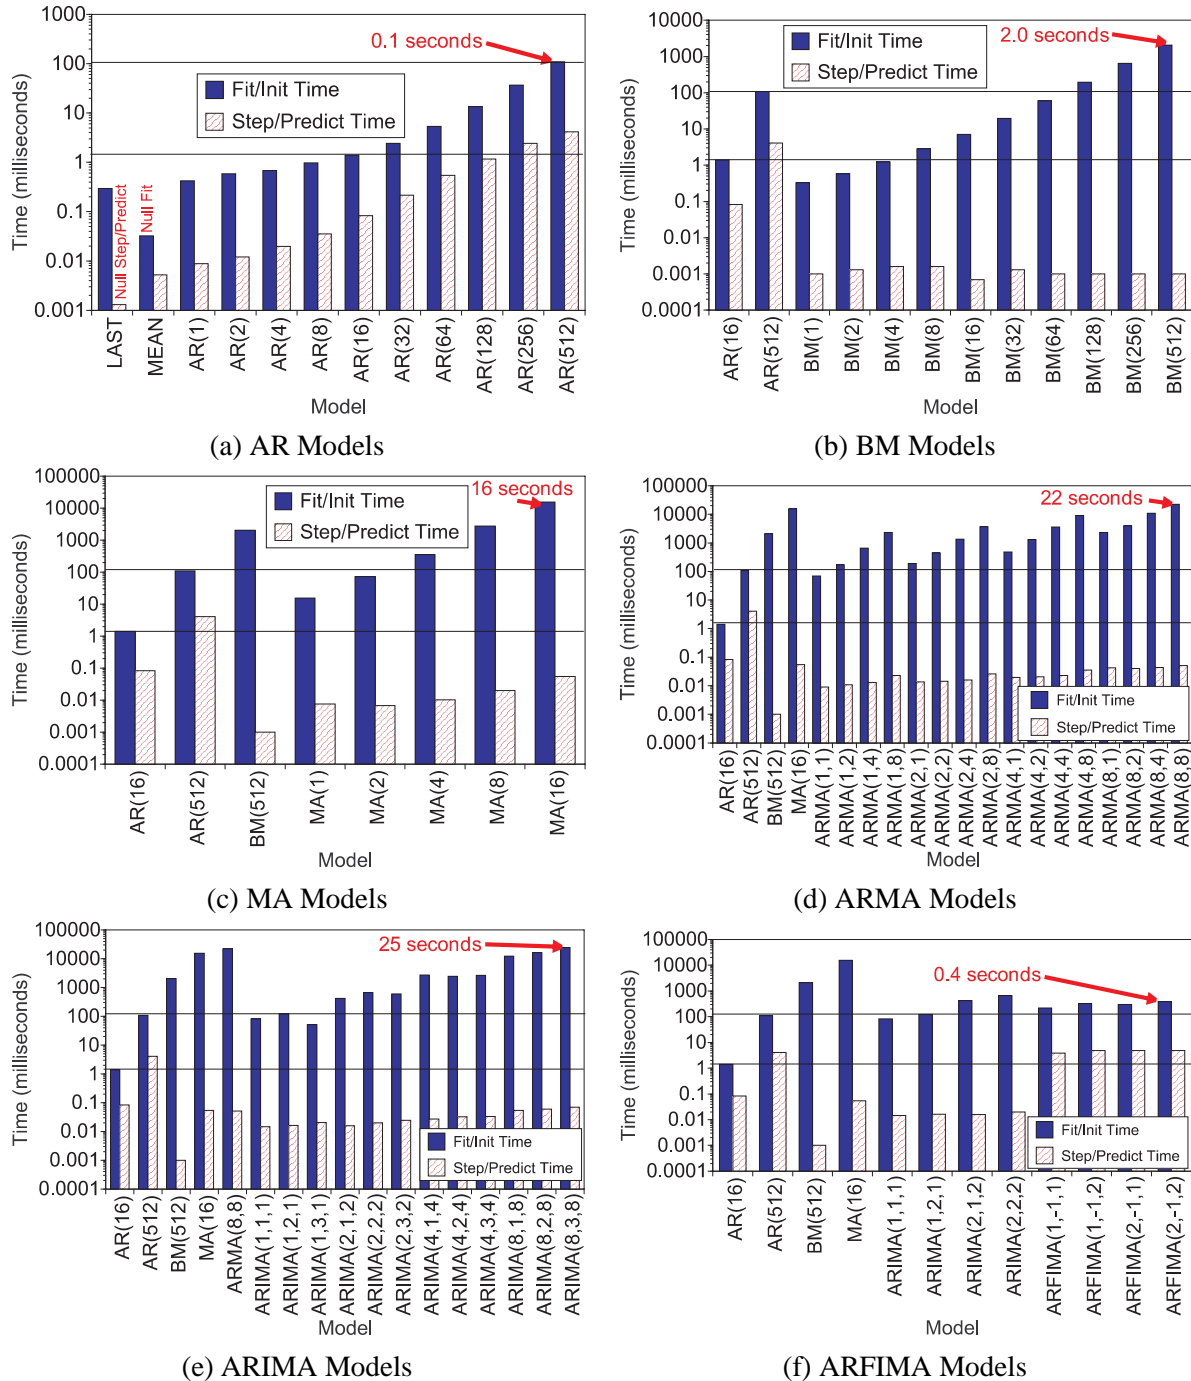 10000
1000
100
10
1
0.1
0.01
0.001
0.0001
Time (milliseconds)
0.1 seconds
Fit/Init Time
Step/Predict Time
Null Step/Predict
Null Fit
LAST
MEAN
AR(1)
AR(2)
AR(4)
AR(8)
AR(16)
AR(32)
AR(64)
AR(128)
AR(256)
AR(512)
Model
(a) AR Models
10000
1000
100
10
1
0.1
0.01
0.001
0.0001
Time (milliseconds)
2.0 seconds
Fit/Init Time
Step/Predict Time
AR(16)
AR(512)
BM(1)
BM(2)
BM(4)
BM(8)
BM(16)
BM(32)
BM(64)
BM(128)
BM(256)
BM(512)
Model
(b) BM Models
100000
10000
1000
100
10
1
0.1
0.01
0.001
0.0001
Time (milliseconds)
16 seconds
Fit/Init Time
Step/Predict Time
AR(16)
AR(512)
BM(512)
MA(1)
MA(2)
MA(4)
MA(8)
MA(16)
Model
(c) MA Models
100000
10000
1000
100
10
1
0.1
0.01
0.001
0.0001
Time (milliseconds)
22 seconds
Fit/Init Time
Step/Predict Time
AR(16)
AR(512)
BM(512)
MA(16)
ARMA(1,1)
ARMA(1,2)
ARMA(1,4)
ARMA(1,8)
ARMA(2,1)
ARMA(2,2)
ARMA(2,4)
ARMA(2,8)
ARMA(4,1)
ARMA(4,2)
ARMA(4,4)
ARMA(4,8)
ARMA(8,1)
ARMA(8,2)
ARMA(8,4)
ARMA(8,8)
Model
(d) ARMA Models
100000
10000
1000
100
10
1
0.1
0.01
0.001
0.0001
Time (milliseconds)
25 seconds
Fit/Init Time
Step/Predict Time
AR(16)
AR(512)
BM(512)
MA(16)
ARMA(8,8)
ARIMA(1,1,1)
ARIMA(1,2,1)
ARIMA(1,3,1)
ARIMA(2,1,2)
ARIMA(2,2,2)
ARIMA(2,3,2)
ARIMA(4,1,4)
ARIMA(4,2,4)
ARIMA(4,3,4)
ARIMA(8,1,8)
ARIMA(8,2,8)
ARIMA(8,3,8)
Model
(e) ARIMA Models
100000
10000
1000
100
10
1
0.1
0.01
0.001
0.0001
Time (milliseconds)
0.4 seconds
Fit/Init Time
Step/Predict Time
AR(16)
AR(512)
BM(512)
MA(16)
ARIMA(1,1,1)
ARIMA(1,2,1)
ARIMA(2,1,2)
ARIMA(2,2,2)
ARFIMA(1,-1,1)
ARFIMA(1,-1,2)
ARFIMA(2,-1,1)
ARFIMA(2,-1,2)
Model
(f) ARFIMA Models